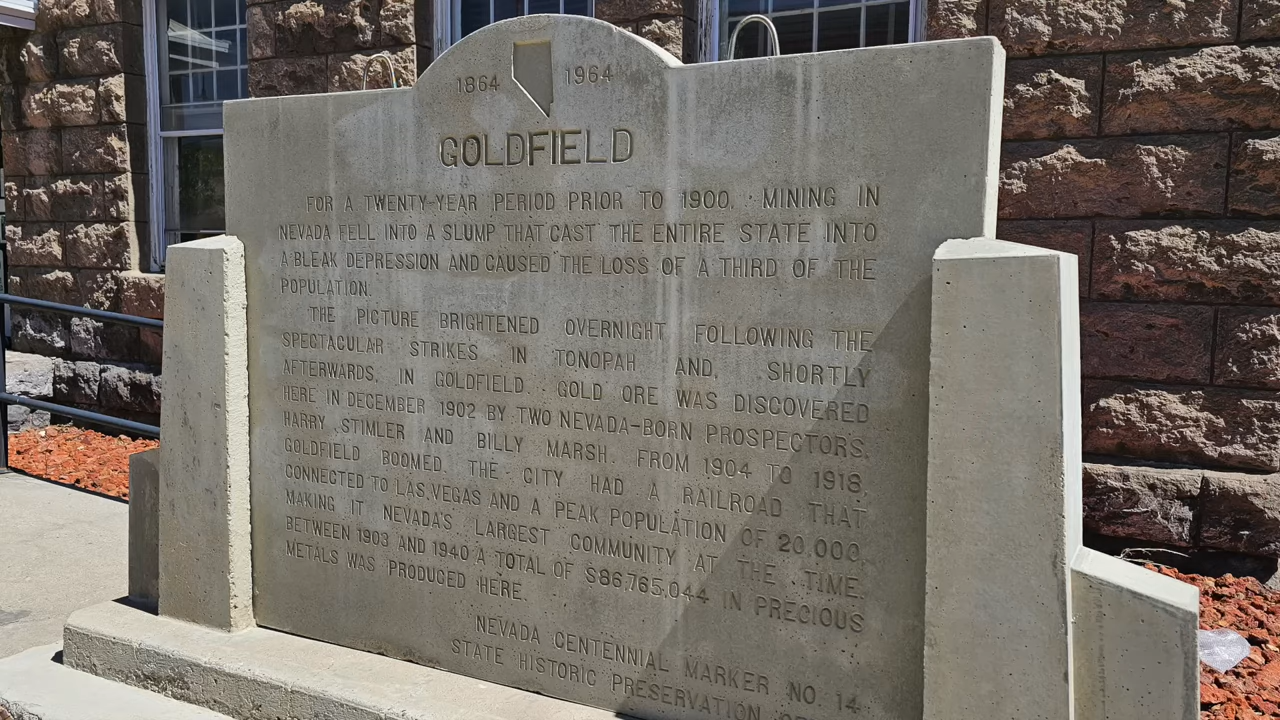 1864 1964
GOLDFIELD
FOR A TWENTY-YEAR PERIOD PRIOR TO 1900, MINING IN
NEVADA FELL INTO A SLUMP THAT CAST THE ENTIRE STATE INTO
A BLEAK DEPRESSION AND CAUSED THE LOSS OF A THIRD OF THE
POPULATION.
THE PICTURE BRIGHTENED OVERNIGHT FOLLOWING THE
SPECTACULAR STRIKES IN TONOPAH AND, SHORTLY
AFTERWARDS, IN GOLDFIELD. GOLD ORE WAS DISCOVERED
HERE IN DECEMBER 1902 BY TWO NEVADA-BORN PROSPECTORS,
HARRY STIMLER AND BILLY MARSH. FROM 1904 TO 1918,
GOLDFIELD BOOMED. THE CITY HAD A RAILROAD THAT
CONNECTED TO LAS VEGAS AND A PEAK POPULATION OF 20,000,
MAKING IT NEVADA'S LARGEST COMMUNITY AT THE TIME.
BETWEEN 1903 AND 1940 A TOTAL OF $86,765,044 IN PRECIOUS
METALS WAS PRODUCED HERE.
NEVADA CENTENNIAL MARKER NO. 14
STATE HISTORIC PRESERVATION